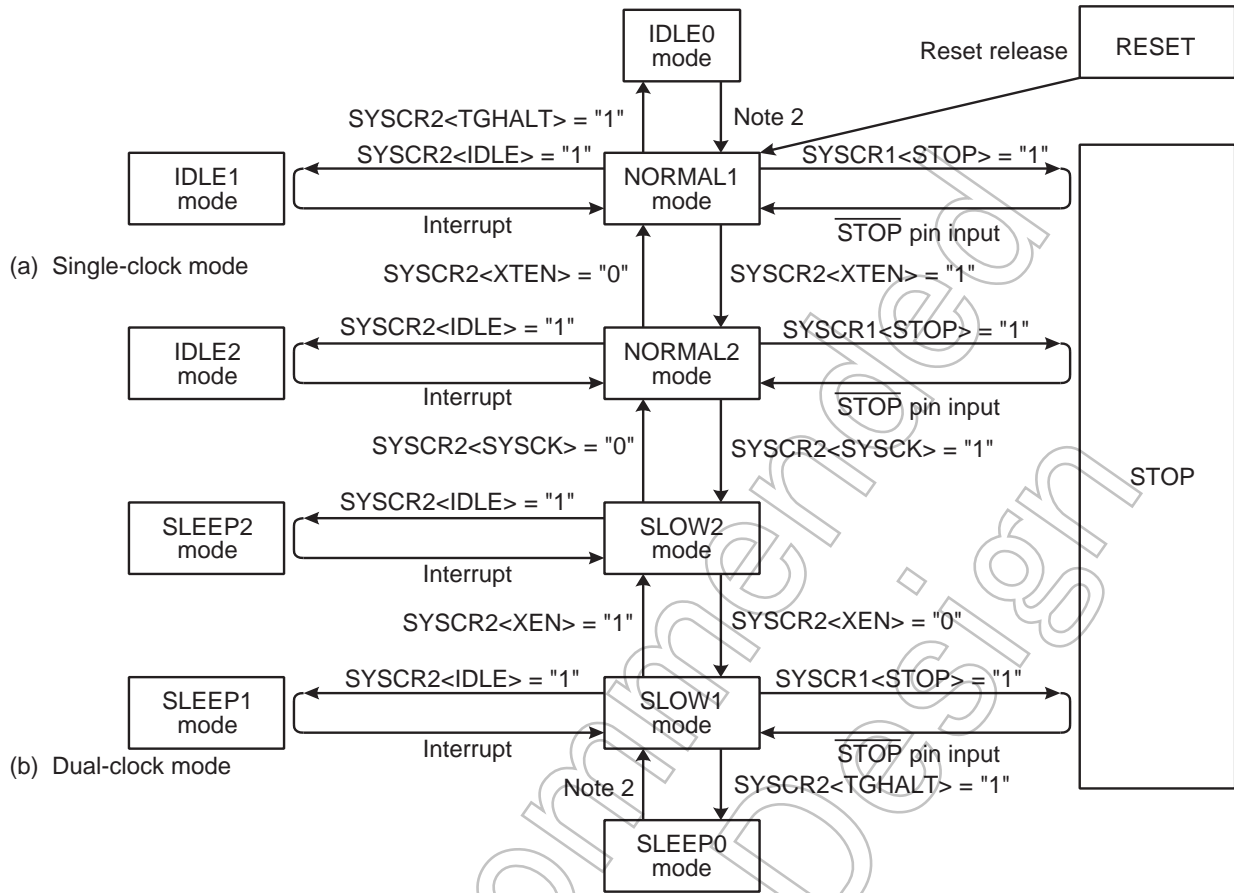 IDLE0
mode
Reset release
RESET
SYSCR2<TGHALT> = "1"
Note 2
SYSCR2<IDLE> = "1"
SYSCR1<STOP> = "1"
IDLE1
mode
NORMAL1
mode
Interrupt
STOP pin input
(a) Single-clock mode
SYSCR2<XTEN> = "0"
SYSCR2<XTEN> = "1"
SYSCR2<IDLE> = "1"
SYSCR1<STOP> = "1"
IDLE2
mode
NORMAL2
mode
Interrupt
STOP pin input
SYSCR2<SYSCK> = "0"
SYSCR2<SYSCK> = "1"
STOP
SYSCR2<IDLE> = "1"
SLEEP2
mode
SLOW2
mode
Interrupt
SYSCR2<XEN> = "1"
SYSCR2<XEN> = "0"
SYSCR2<IDLE> = "1"
SYSCR1<STOP> = "1"
SLEEP1
mode
SLOW1
mode
Interrupt
STOP pin input
(b) Dual-clock mode
Note 2
SYSCR2<TGHALT> = "1"
SLEEP0
mode
ommended
Design